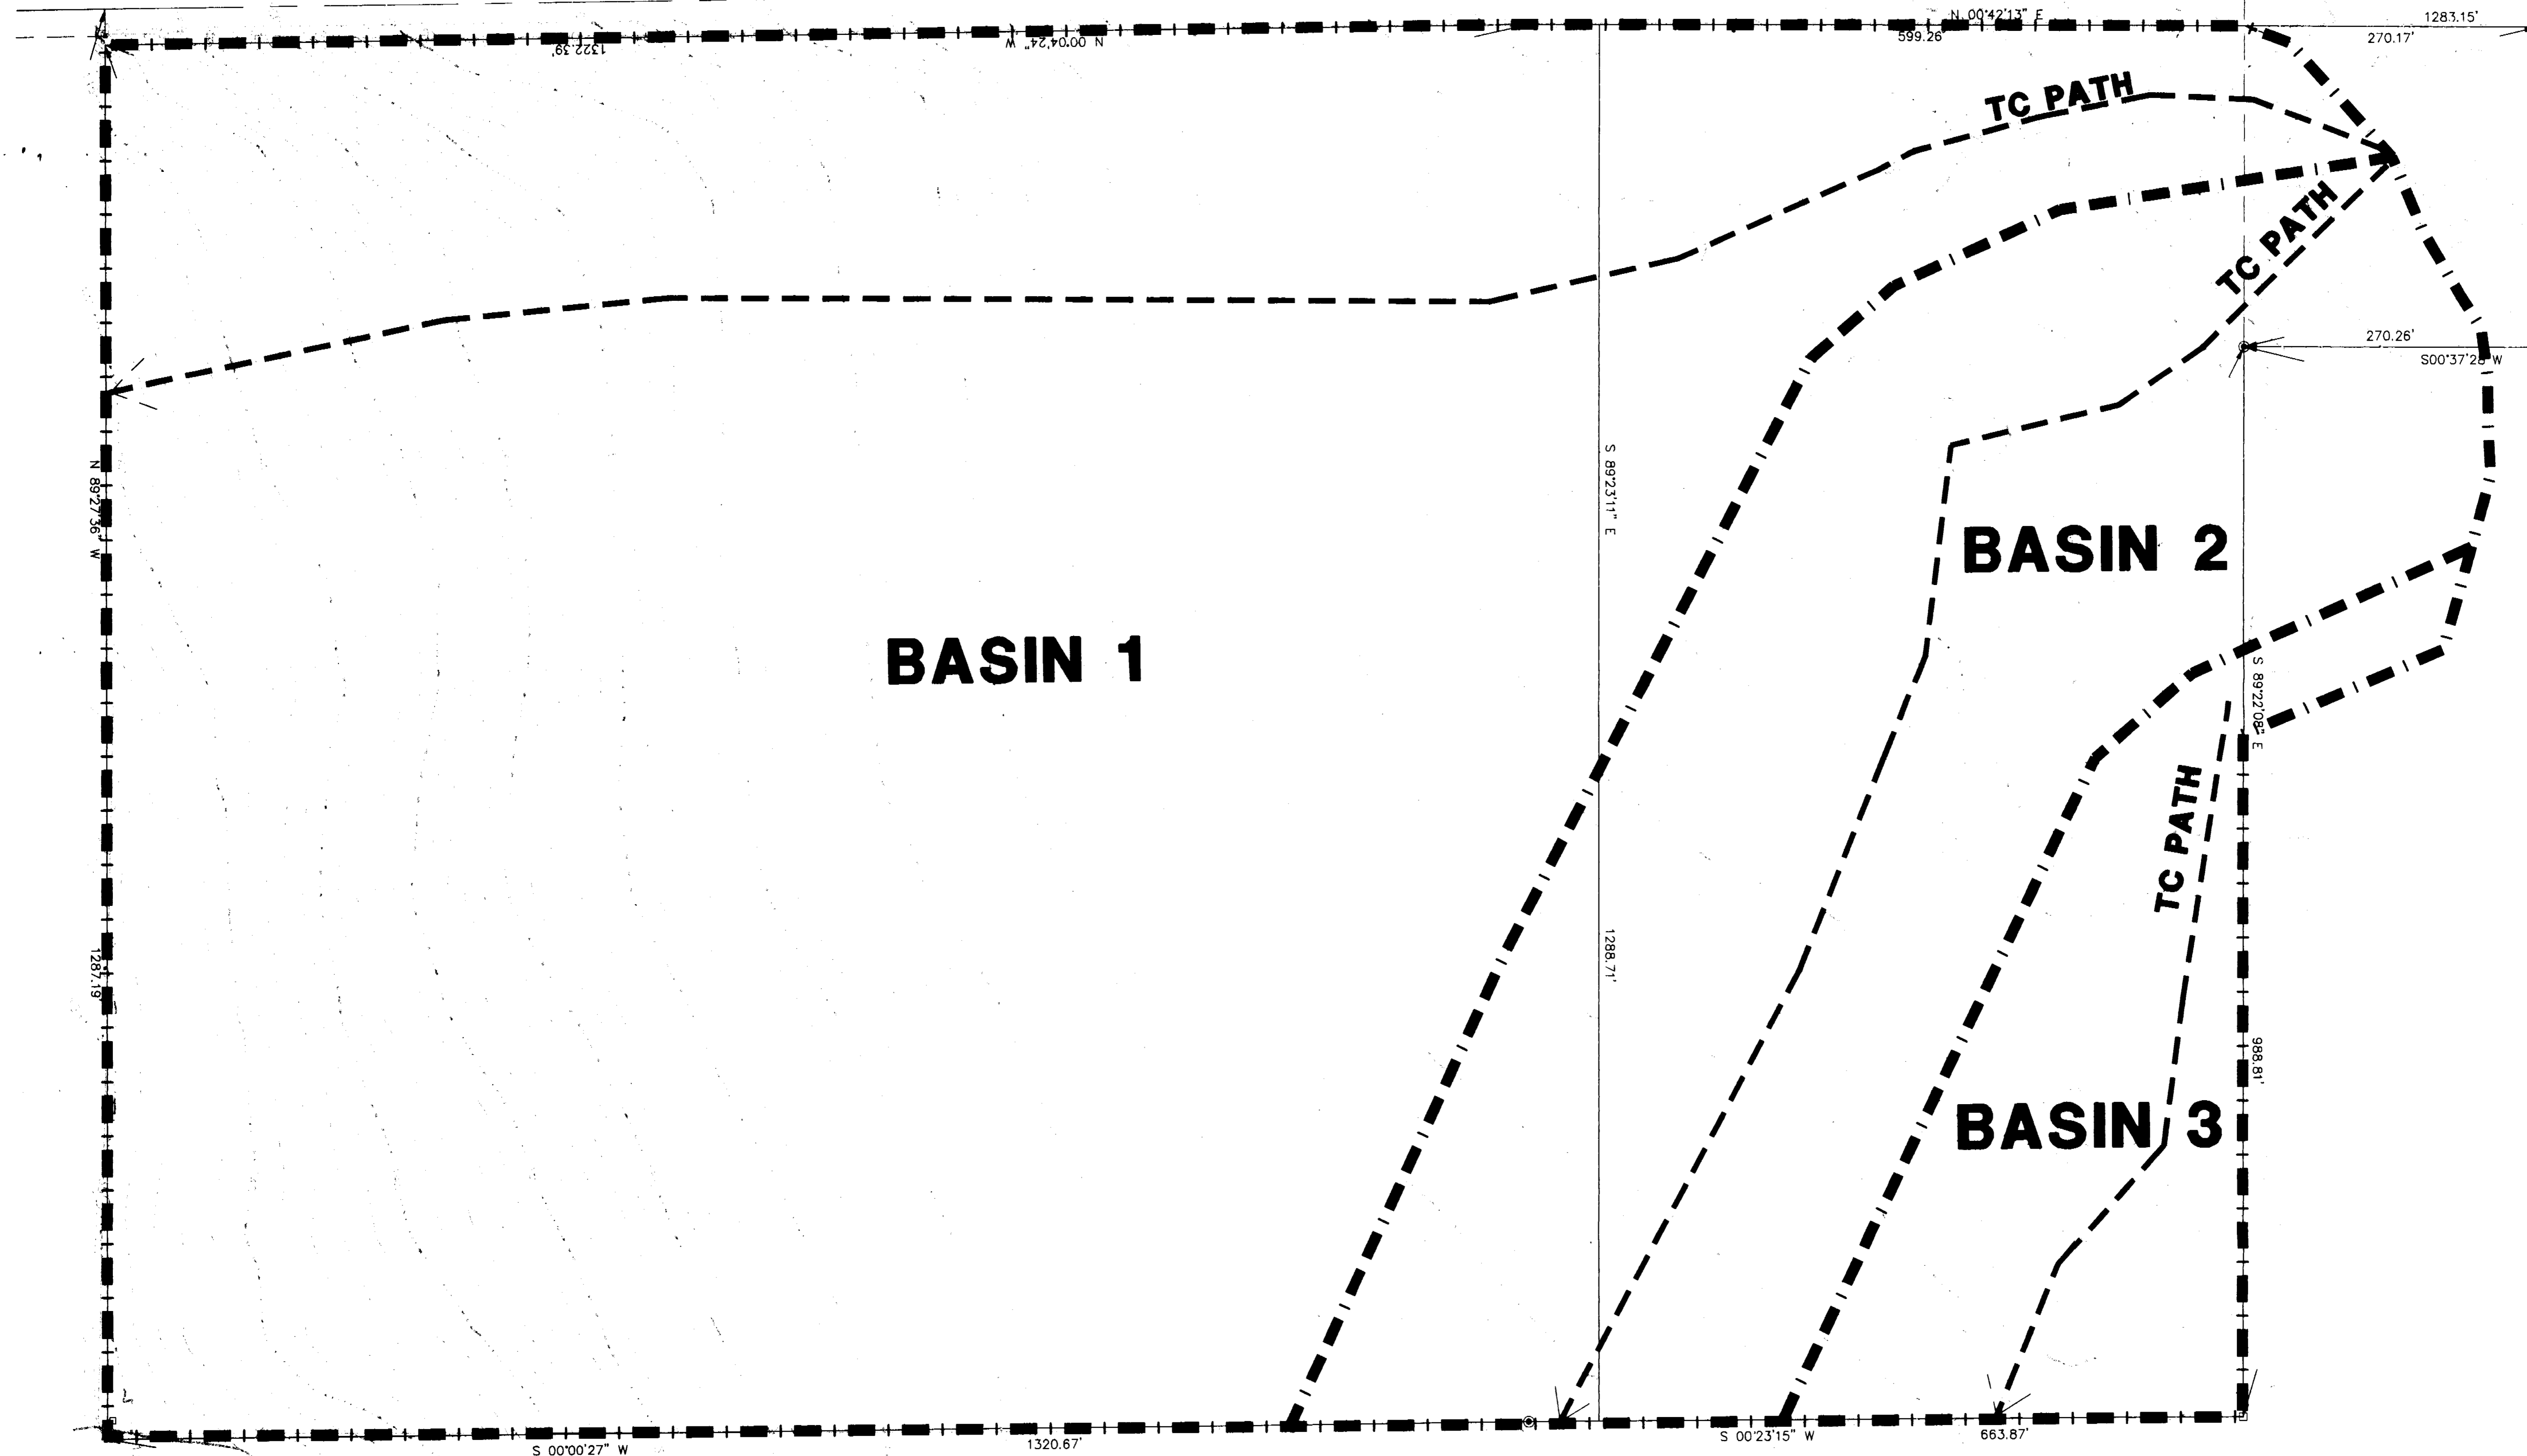 N 00°42'13" E
1283.15'
599.26'
270.17'
1322.39'
N 00°04'24" W
TC PATH
TC PATH
270.26'
S00°37'28" W
N 89°27'36" W
S 89°23'11" E
BASIN 2
BASIN 1
S 89°22'08" E
TC PATH
1287.19'
1288.71'
988.81'
BASIN 3
S 00°00'27" W
1320.67'
S 00°23'15" W
663.87'